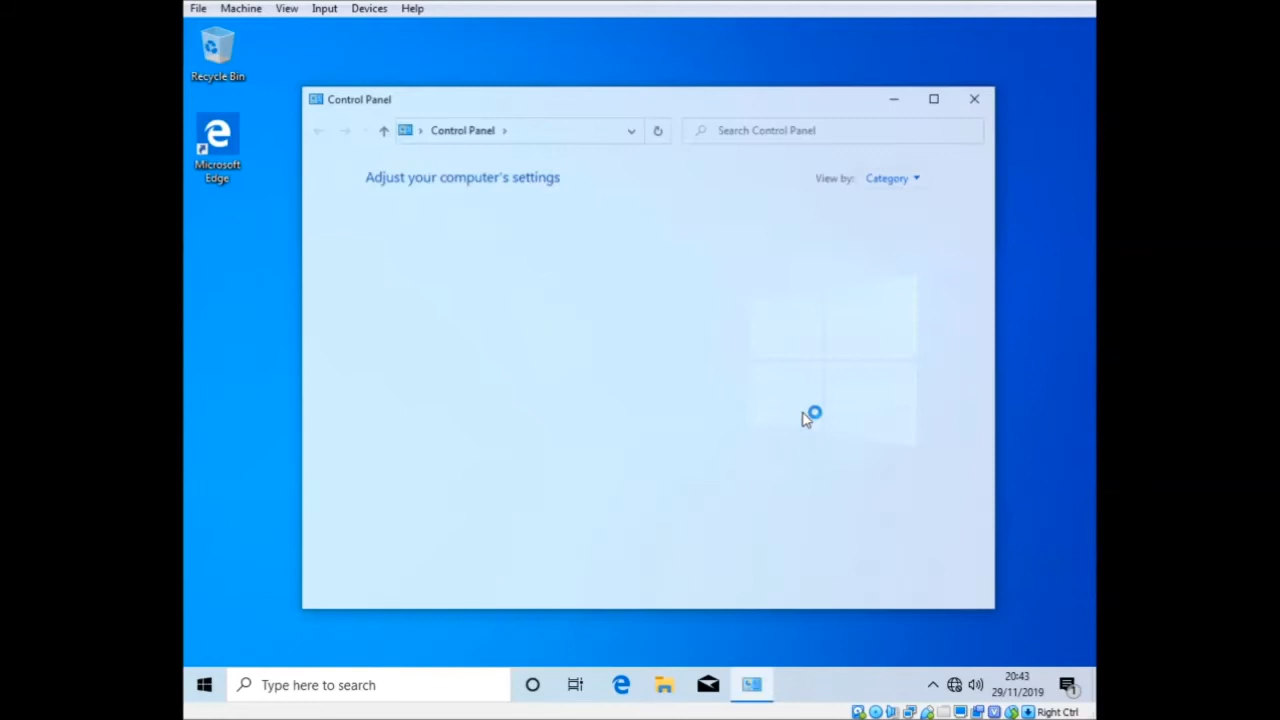 File Machine View Input Devices Help
Recycle Bin
Microsoft
Edge
Control Panel
Control Panel
Search Control Panel
Adjust your computer's settings
View by: Category
Type here to search
20:43
29/11/2019
1
Right Ctrl